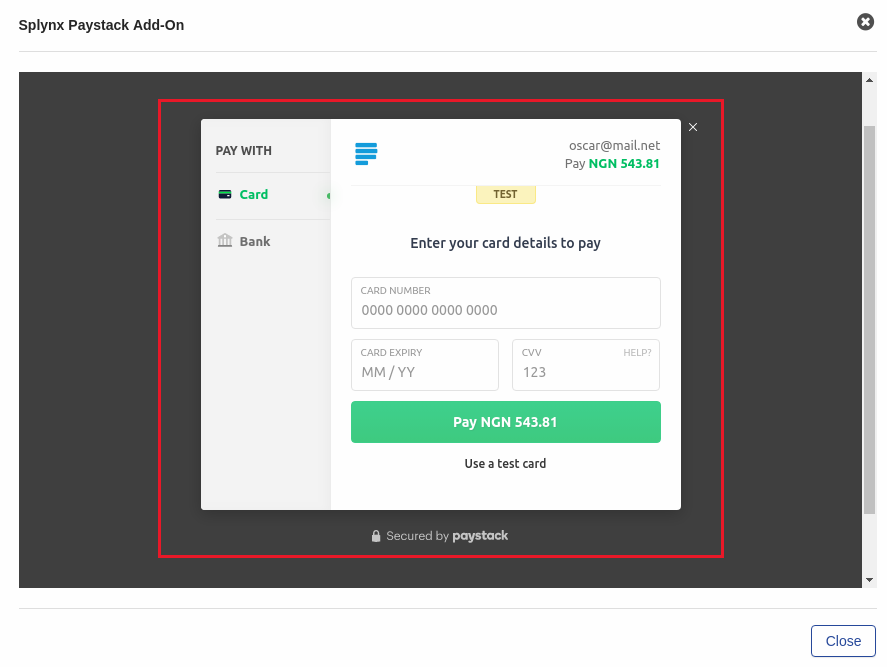 Splynx Paystack Add-On
PAY WITH
Card
Bank
oscar@mail.net
Pay NGN 543.81
TEST
Enter your card details to pay
CARD NUMBER
0000 0000 0000 0000
CARD EXPIRY
MM / YY
CVV HELP?
123
Pay NGN 543.81
Use a test card
Secured by paystack
Close